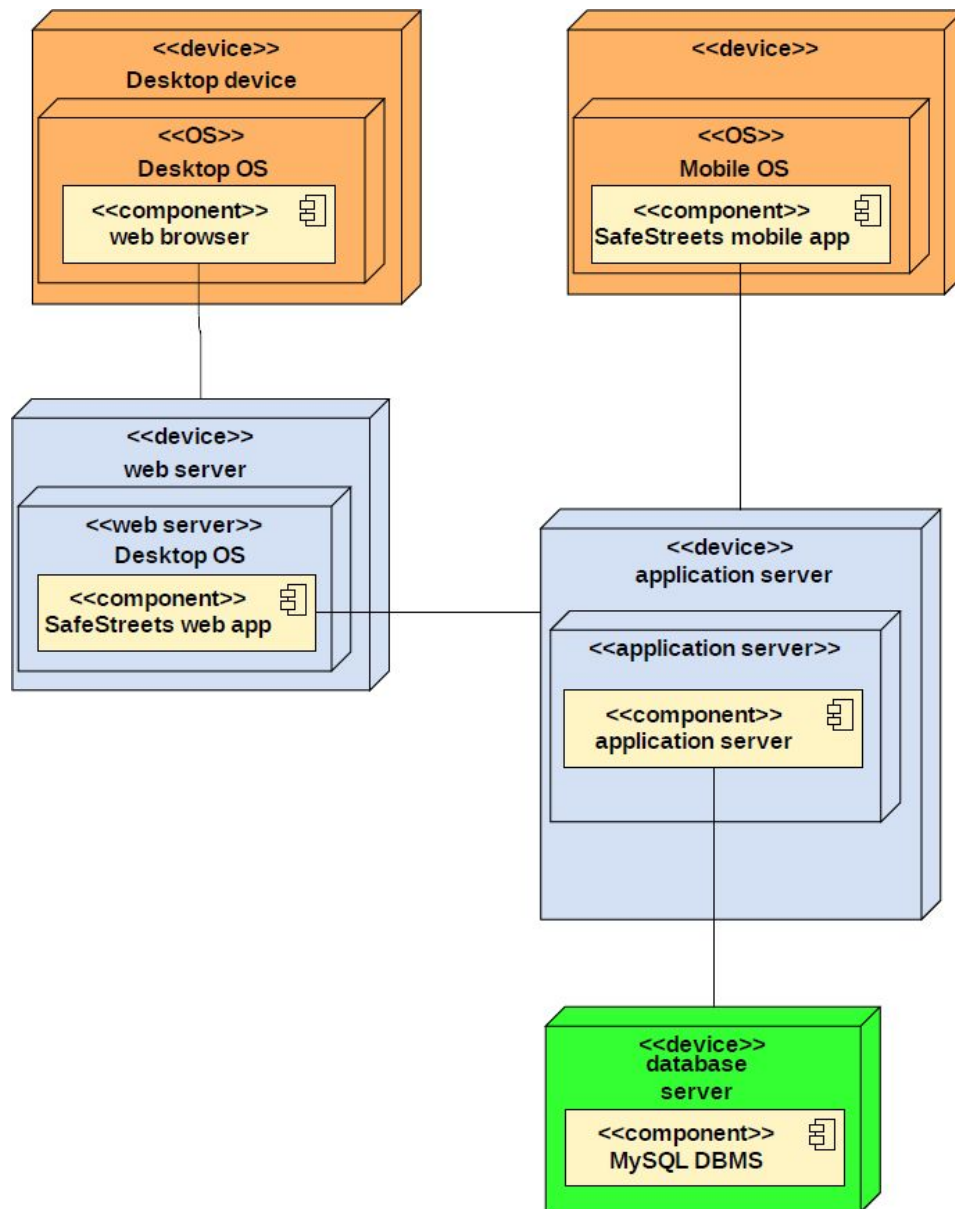 <<device>>
Desktop device
<<OS>>
Desktop OS
<<component>>
web browser
<<device>>
<<OS>>
Mobile OS
<<component>>
SafeStreets mobile app
<<device>>
web server
<<web server>>
Desktop OS
<<component>>
SafeStreets web app
<<device>>
application server
<<application server>>
<<component>>
application server
<<device>>
database
server
<<component>>
MySQL DBMS